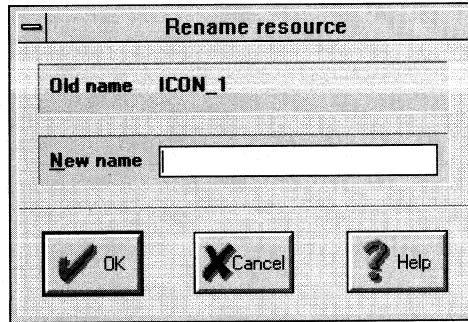 Rename resource
Old name ICON_1
New name
OK Cancel Help